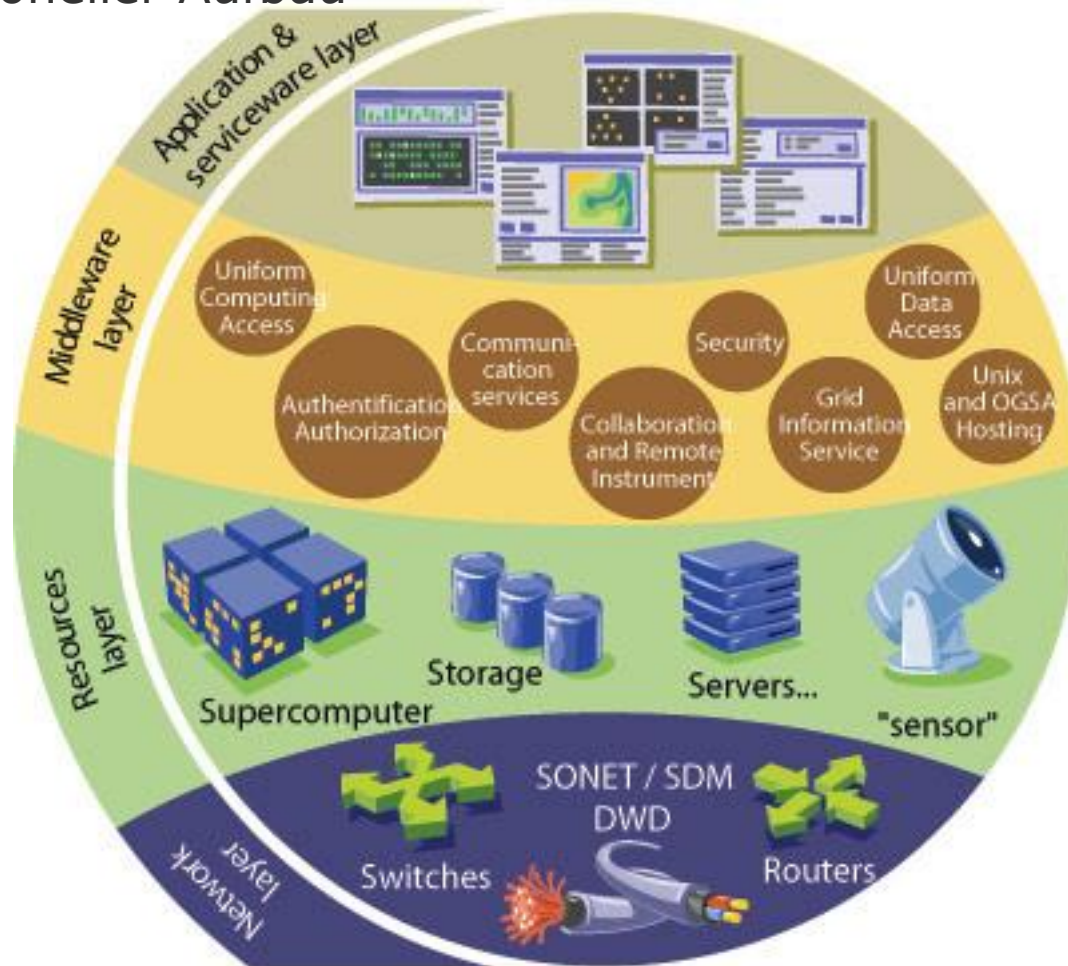 Aufbau
Application &
serviceware layer
Middleware
layer
Uniform
Computing
Access
Authentification
Authorization
Communi-
cation
services
Collaboration
and Remote
Instrument
Security
Grid
Information
Service
Uniform
Data
Access
Unix
and OGSA
Hosting
Resources
layer
Supercomputer
Storage
Servers...
"sensor"
Network
layer
Switches
SONET / SDM
DWD
Routers